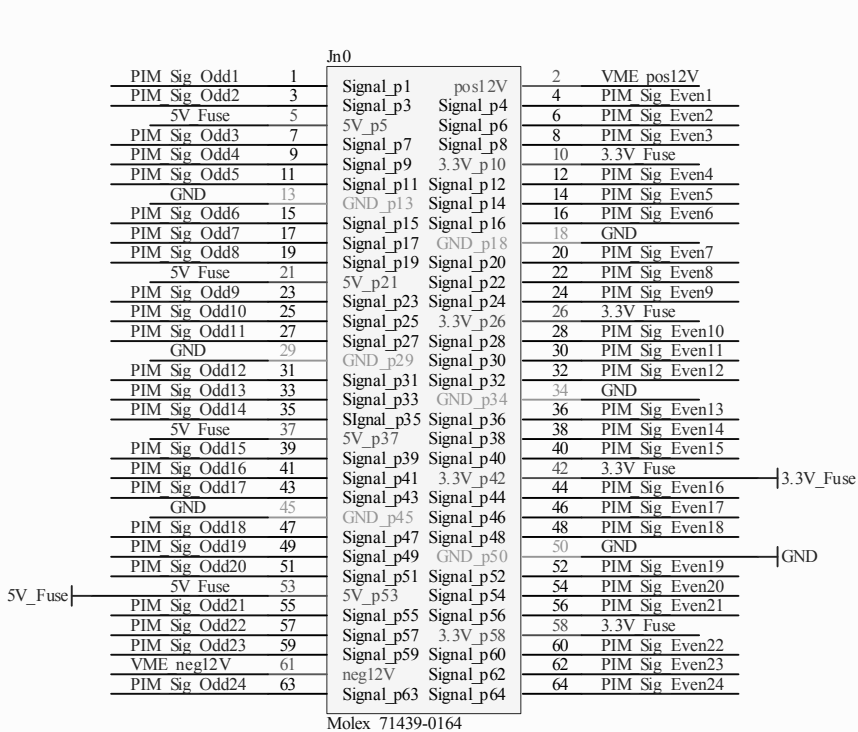 Jn0
PIM_Sig_Odd1 1 Signal_p1 pos12V 2 VME_pos12V
PIM_Sig_Odd2 3 Signal_p3 Signal_p4 4 PIM_Sig_Even1
5V_Fuse 5 5V_p5 Signal_p6 6 PIM_Sig_Even2
PIM_Sig_Odd3 7 Signal_p7 Signal_p8 8 PIM_Sig_Even3
PIM_Sig_Odd4 9 Signal_p9 3.3V_p10 10 3.3V_Fuse
PIM_Sig_Odd5 11 Signal_p11 Signal_p12 12 PIM_Sig_Even4
GND 13 GND_p13 Signal_p14 14 PIM_Sig_Even5
PIM_Sig_Odd6 15 Signal_p15 Signal_p16 16 PIM_Sig_Even6
PIM_Sig_Odd7 17 Signal_p17 GND_p18 18 GND
PIM_Sig_Odd8 19 Signal_p19 Signal_p20 20 PIM_Sig_Even7
5V_Fuse 21 5V_p21 Signal_p22 22 PIM_Sig_Even8
PIM_Sig_Odd9 23 Signal_p23 Signal_p24 24 PIM_Sig_Even9
PIM_Sig_Odd10 25 Signal_p25 3.3V_p26 26 3.3V_Fuse
PIM_Sig_Odd11 27 Signal_p27 Signal_p28 28 PIM_Sig_Even10
GND 29 GND_p29 Signal_p30 30 PIM_Sig_Even11
PIM_Sig_Odd12 31 Signal_p31 Signal_p32 32 PIM_Sig_Even12
PIM_Sig_Odd13 33 Signal_p33 GND_p34 34 GND
PIM_Sig_Odd14 35 SIgnal_p35 Signal_p36 36 PIM_Sig_Even13
5V_Fuse 37 5V_p37 Signal_p38 38 PIM_Sig_Even14
PIM_Sig_Odd15 39 Signal_p39 Signal_p40 40 PIM_Sig_Even15
PIM_Sig_Odd16 41 Signal_p41 3.3V_p42 42 3.3V_Fuse 3.3V_Fuse
PIM_Sig_Odd17 43 Signal_p43 Signal_p44 44 PIM_Sig_Even16
GND 45 GND_p45 Signal_p46 46 PIM_Sig_Even17
PIM_Sig_Odd18 47 Signal_p47 Signal_p48 48 PIM_Sig_Even18
PIM_Sig_Odd19 49 Signal_p49 GND_p50 50 GND GND
PIM_Sig_Odd20 51 Signal_p51 Signal_p52 52 PIM_Sig_Even19
5V_Fuse 5V_Fuse 53 5V_p53 Signal_p54 54 PIM_Sig_Even20
PIM_Sig_Odd21 55 Signal_p55 Signal_p56 56 PIM_Sig_Even21
PIM_Sig_Odd22 57 Signal_p57 3.3V_p58 58 3.3V_Fuse
PIM_Sig_Odd23 59 Signal_p59 Signal_p60 60 PIM_Sig_Even22
VME_neg12V 61 neg12V Signal_p62 62 PIM_Sig_Even23
PIM_Sig_Odd24 63 Signal_p63 Signal_p64 64 PIM_Sig_Even24
Molex_71439-0164